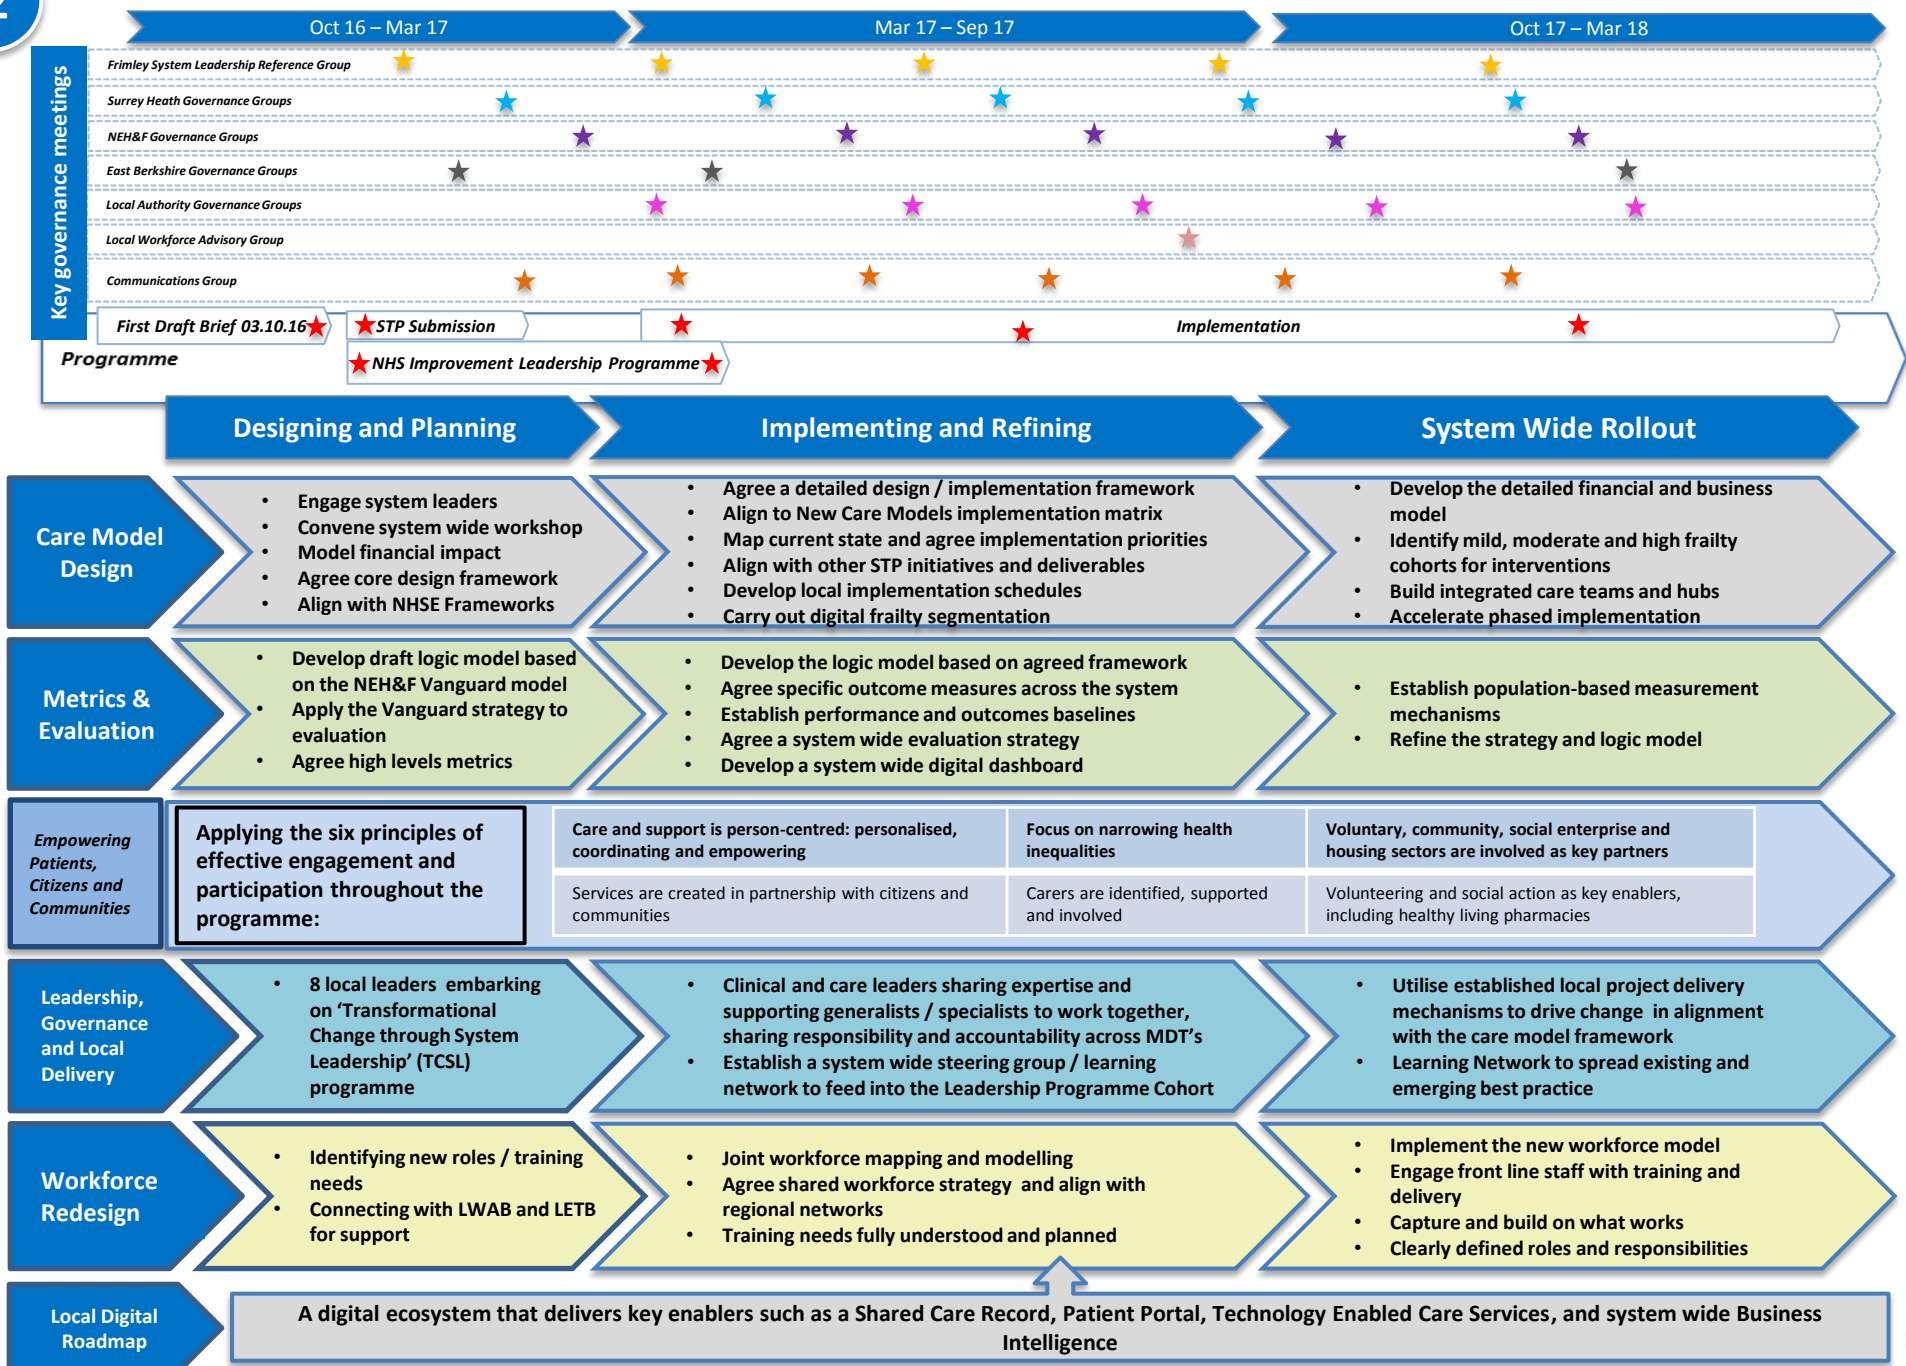 Oct 16 – Mar 17
Mar 17 – Sep 17
Oct 17 – Mar 18
Key governance meetings
Frimley System Leadership Reference Group
Surrey Heath Governance Groups
NEH&F Governance Groups
East Berkshire Governance Groups
Local Authority Governance Groups
Local Workforce Advisory Group
Communications Group
First Draft Brief 03.10.16
STP Submission
Implementation
Programme
NHS Improvement Leadership Programme
Designing and Planning
Implementing and Refining
System Wide Rollout
Care Model
Design
• Engage system leaders
• Convene system wide workshop
• Model financial impact
• Agree core design framework
• Align with NHSE Frameworks
• Agree a detailed design / implementation framework
• Align to New Care Models implementation matrix
• Map current state and agree implementation priorities
• Align with other STP initiatives and deliverables
• Develop local implementation schedules
• Carry out digital frailty segmentation
• Develop the detailed financial and business
model
• Identify mild, moderate and high frailty
cohorts for interventions
• Build integrated care teams and hubs
• Accelerate phased implementation
Metrics &
Evaluation
• Develop draft logic model based
on the NEH&F Vanguard model
• Apply the Vanguard strategy to
evaluation
• Agree high levels metrics
• Develop the logic model based on agreed framework
• Agree specific outcome measures across the system
• Establish performance and outcomes baselines
• Agree a system wide evaluation strategy
• Develop a system wide digital dashboard
• Establish population-based measurement
mechanisms
• Refine the strategy and logic model
Empowering
Patients,
Citizens and
Communities
Applying the six principles of
effective engagement and
participation throughout the
programme:
Care and support is person-centred: personalised,
coordinating and empowering
Focus on narrowing health
inequalities
Voluntary, community, social enterprise and
housing sectors are involved as key partners
Services are created in partnership with citizens and
communities
Carers are identified, supported
and involved
Volunteering and social action as key enablers,
including healthy living pharmacies
Leadership,
Governance
and Local
Delivery
• 8 local leaders embarking
on ‘Transformational
Change through System
Leadership’ (TCSL)
programme
• Clinical and care leaders sharing expertise and
supporting generalists / specialists to work together,
sharing responsibility and accountability across MDT’s
• Establish a system wide steering group / learning
network to feed into the Leadership Programme Cohort
• Utilise established local project delivery
mechanisms to drive change in alignment
with the care model framework
• Learning Network to spread existing and
emerging best practice
Workforce
Redesign
• Identifying new roles / training
needs
• Connecting with LWAB and LETB
for support
• Joint workforce mapping and modelling
• Agree shared workforce strategy and align with
regional networks
• Training needs fully understood and planned
• Implement the new workforce model
• Engage front line staff with training and
delivery
• Capture and build on what works
• Clearly defined roles and responsibilities
Local Digital
Roadmap
A digital ecosystem that delivers key enablers such as a Shared Care Record, Patient Portal, Technology Enabled Care Services, and system wide Business
Intelligence